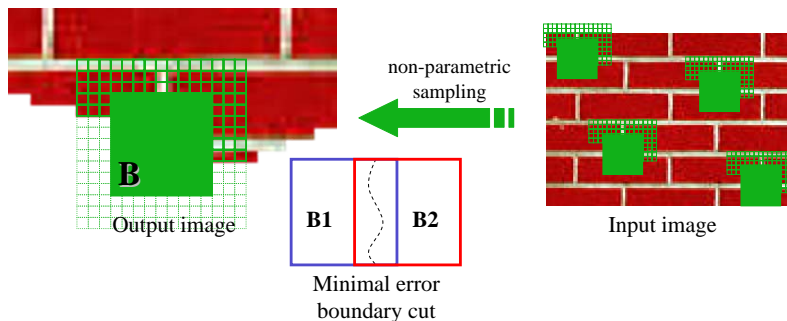 non-parametric
sampling
B
B1
B2
Output image
Input image
Minimal error
boundary cut